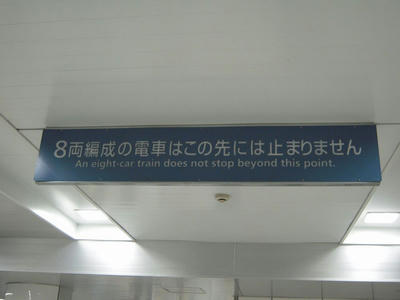 8両編成の電車はこの先には止まりません
An eight-car train does not stop beyond this point.